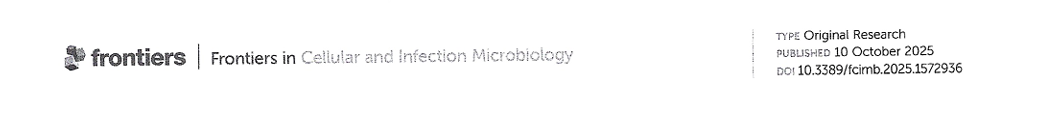 frontiers | Frontiers in Cellular and Infection Microbiology
TYPE Original Research
PUBLISHED 10 October 2025
DOI 10.3389/fcimb.2025.1572936